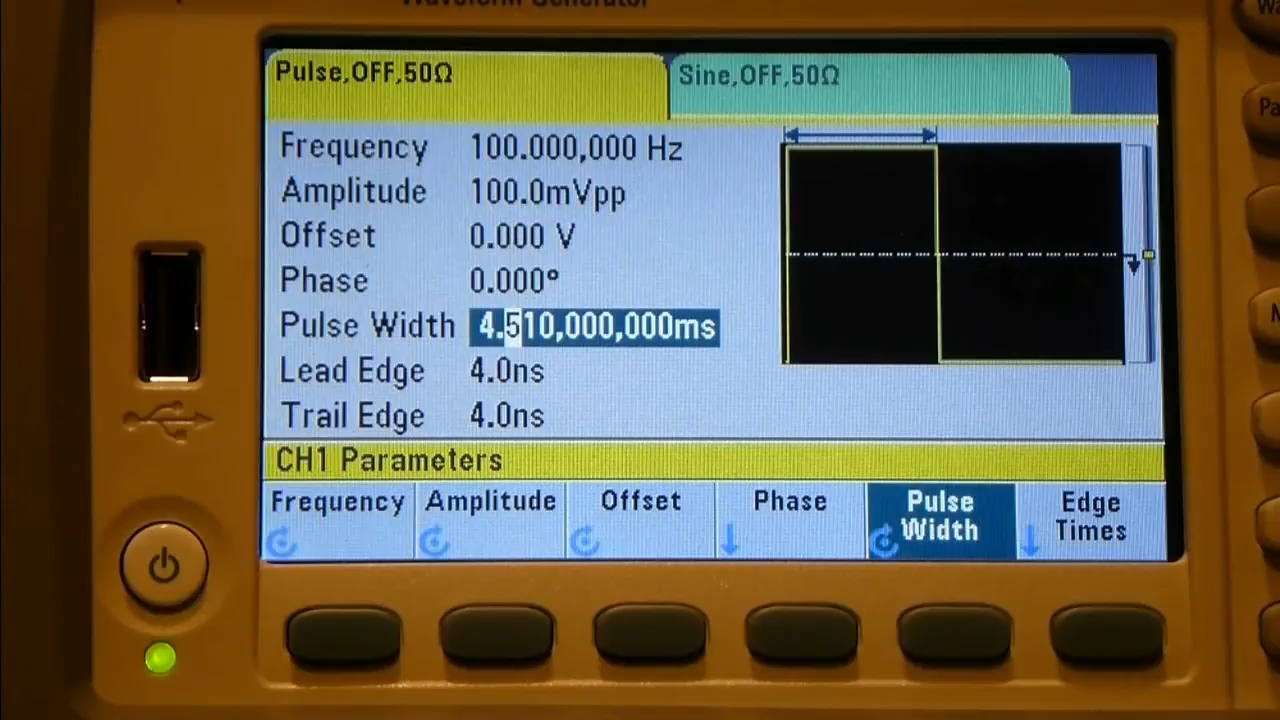 Waveform Generator
Pulse,OFF,50Ω
Sine,OFF,50Ω
Frequency 100.000,000 Hz
Amplitude 100.0mVpp
Offset 0.000 V
Phase 0.000°
Pulse Width 4.510,000,000ms
Lead Edge 4.0ns
Trail Edge 4.0ns
CH1 Parameters
Frequency
Amplitude
Offset
Phase
Pulse
Width
Edge
Times